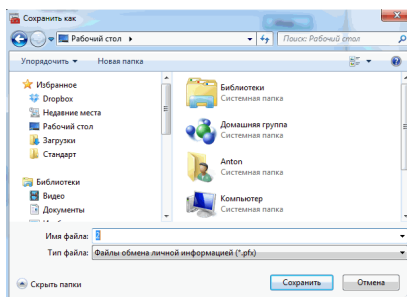 Сохранить как
Рабочий стол
Поиск: Рабочий стол
Упорядочить
Новая папка
Избранное
Dropbox
Недавние места
Рабочий стол
Загрузки
Стандарт
Библиотеки
Видео
Документы
Библиотеки
Системная папка
Домашняя группа
Системная папка
Anton
Системная папка
Компьютер
Системная папка
Имя файла:
Тип файла: Файлы обмена личной информацией (*.pfx)
Скрыть папки
Сохранить
Отмена